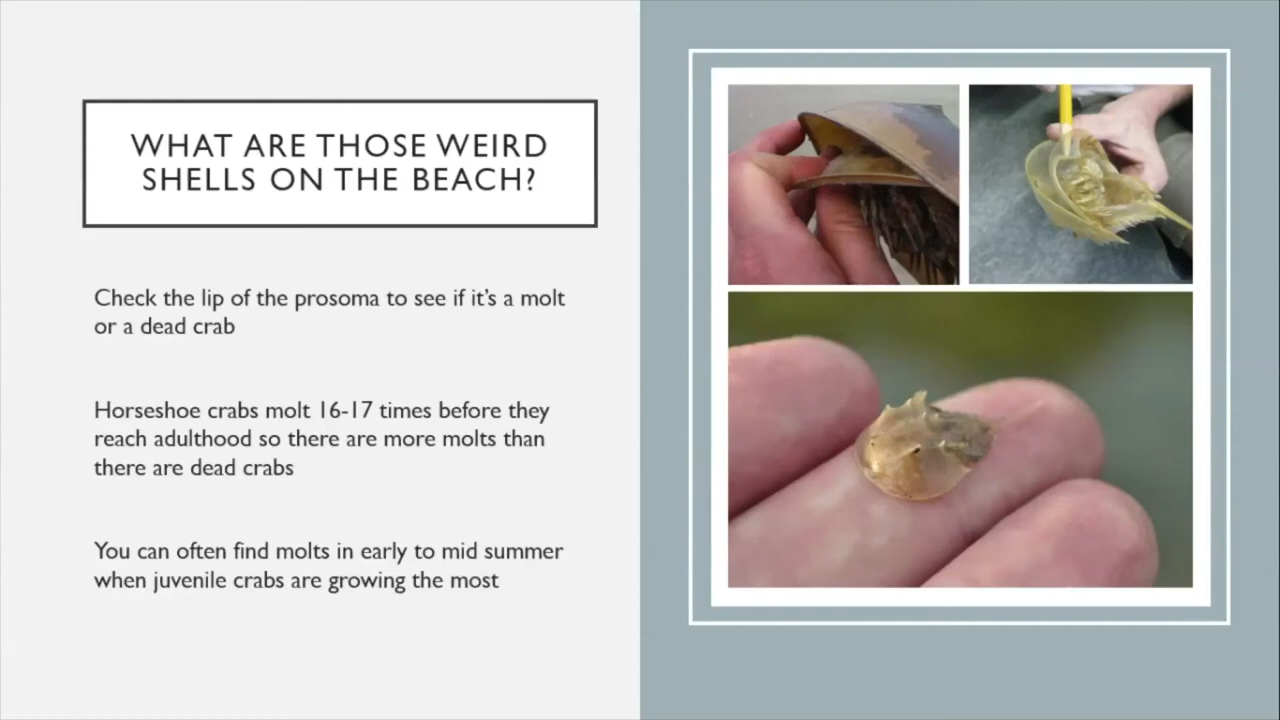 WHAT ARE THOSE WEIRD
SHELLS ON THE BEACH?
Check the lip of the prosoma to see if it's a molt
or a dead crab
Horseshoe crabs molt 16-17 times before they
reach adulthood so there are more molts than
there are dead crabs
You can often find molts in early to mid summer
when juvenile crabs are growing the most